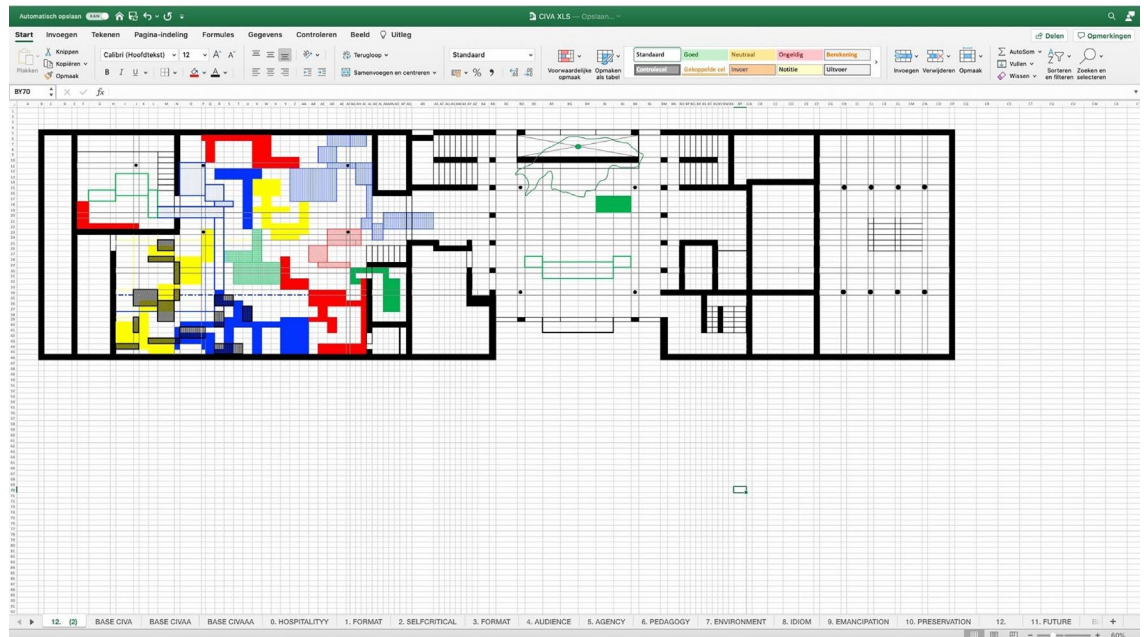 Automatisch opslaan
CIVA XLS — Opslaan...
Start Invoegen Tekenen Pagina-indeling Formules Gegevens Controleren Beeld Uitleg
Delen Opmerkingen
Plakken
Knippen
Kopiëren
Opmaak
Calibri (Hoofdtekst) 12
B I U
Terugloop
Samenvoegen en centreren
Standaard
Voorwaardelijke opmaak
Opmaken als tabel
Standaard Goed Neutraal Ongeldig Berekening
Controlecel Gekoppelde cel Invoer Notitie Uitvoer
Invoegen Verwijderen Opmaak
AutoSom
Vullen
Wissen
Sorteren en filteren
Zoeken en selecteren
BY70 fx
12. (2) BASE CIVA BASE CIVAA BASE CIVAAA 0. HOSPITALITYY 1. FORMAT 2. SELFCRITICAL 3. FORMAT 4. AUDIENCE 5. AGENCY 6. PEDAGOGY 7. ENVIRONMENT 8. IDIOM 9. EMANCIPATION 10. PRESERVATION 12. 11. FUTURE
60%